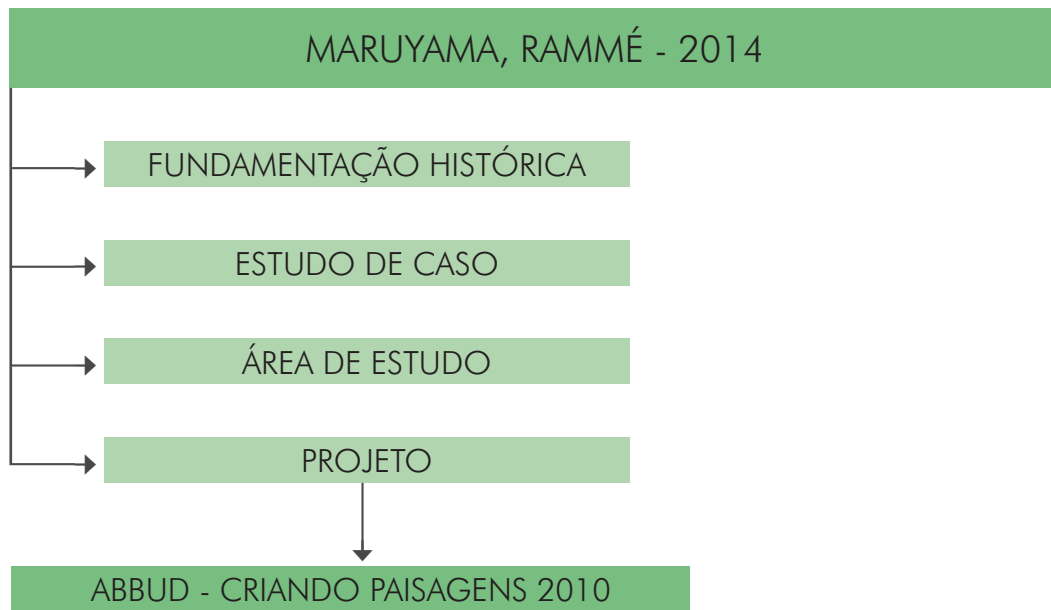 MARUYAMA, RAMMÉ - 2014
FUNDAMENTAÇÃO HISTÓRICA
ESTUDO DE CASO
ÁREA DE ESTUDO
PROJETO
ABBUD - CRIANDO PAISAGENS 2010